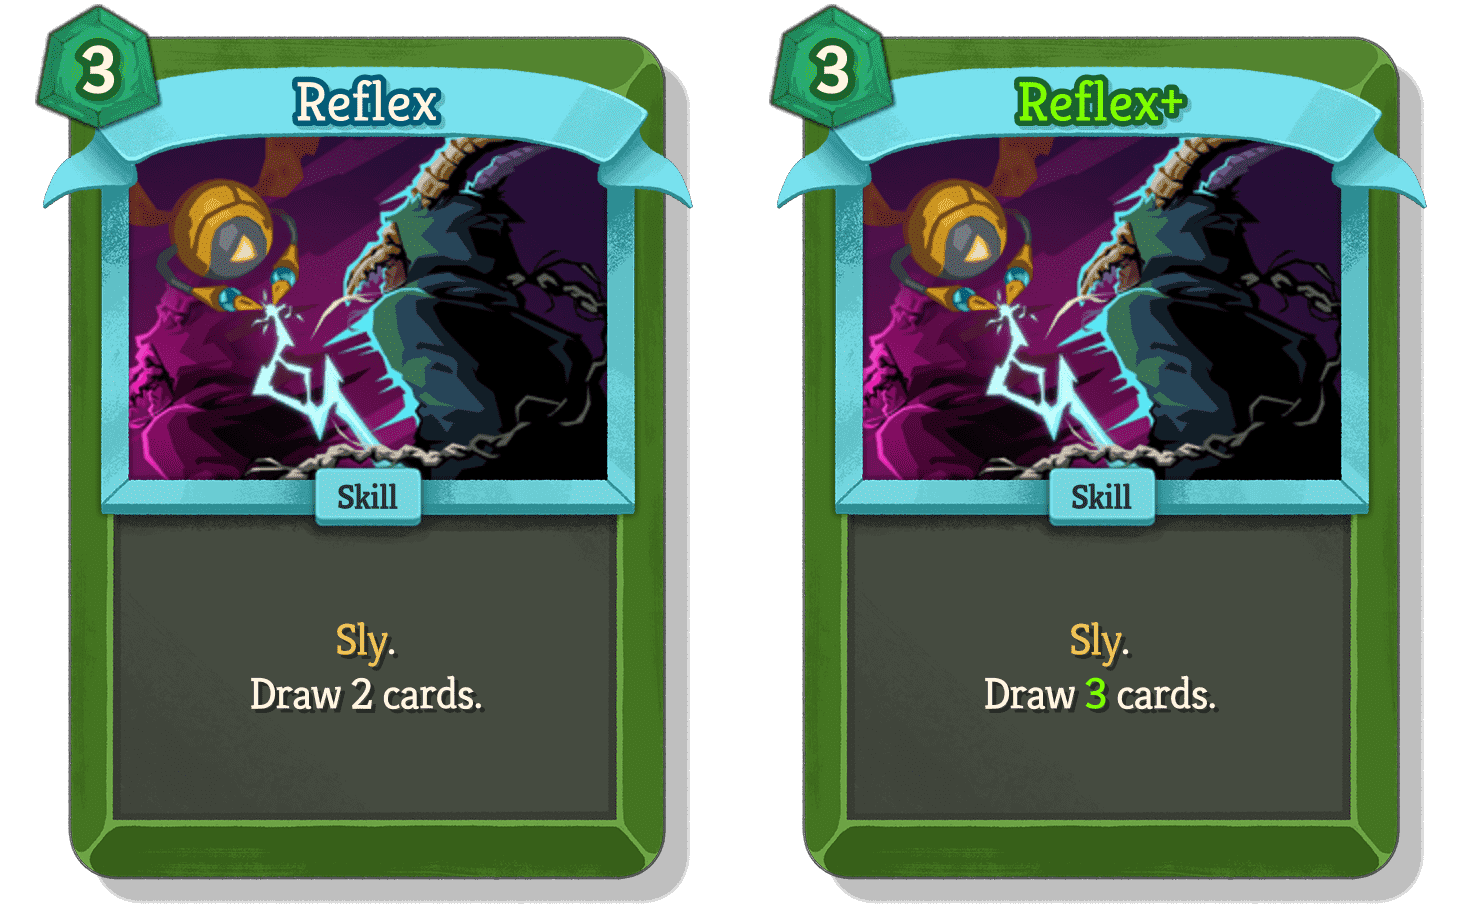 3
Reflex
Skill
Sly.
Draw 2 cards.
3
Reflex+
Skill
Sly.
Draw 3 cards.